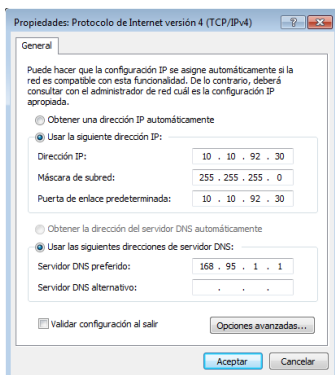 Propiedades: Protocolo de Internet versión 4 (TCP/IPv4)
General
Puede hacer que la configuración IP se asigne automáticamente si la
red es compatible con esta funcionalidad. De lo contrario, deberá
consultar con el administrador de red cuál es la configuración IP
apropiada.
Obtener una dirección IP automáticamente
Usar la siguiente dirección IP:
Dirección IP: 10 . 10 . 92 . 30
Máscara de subred: 255 . 255 . 255 . 0
Puerta de enlace predeterminada: 10 . 10 . 92 . 30
Obtener la dirección del servidor DNS automáticamente
Usar las siguientes direcciones de servidor DNS:
Servidor DNS preferido: 168 . 95 . 1 . 1
Servidor DNS alternativo: . . .
Validar configuración al salir
Opciones avanzadas...
Aceptar Cancelar